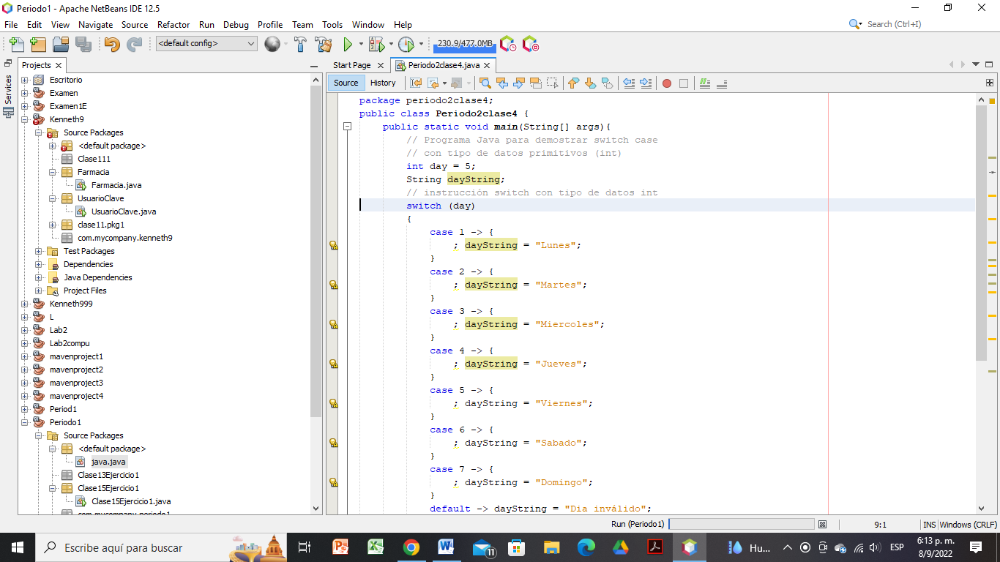 Periodo1 - Apache NetBeans IDE 12.5
File Edit View Navigate Source Refactor Run Debug Profile Team Tools Window Help
Search (Ctrl+I)
<default config>
230.9/477.0MB
Projects
Start Page
Periodo2clase4.java
Services
Source History
Escritorio
Examen
Examen1E
Kenneth9
Source Packages
<default package>
Clase111
Farmacia
Farmacia.java
UsuarioClave
UsuarioClave.java
clase11.pkg1
com.mycompany.kenneth9
Test Packages
Dependencies
Java Dependencies
Project Files
Kenneth999
L
Lab2
Lab2compu
mavenproject1
mavenproject2
mavenproject3
mavenproject4
Period1
Periodo1
Source Packages
<default package>
java.java
Clase13Ejercicio1
Clase15Ejercicio1
Clase15Ejercicio1.java
com.mycompany.periodo1
package periodo2clase4;
public class Periodo2clase4 {
public static void main(String[] args){
// Programa Java para demostrar switch case
// con tipo de datos primitivos (int)
int day = 5;
String dayString;
// instrucción switch con tipo de datos int
switch (day)
{
case 1 -> {
; dayString = "Lunes";
}
case 2 -> {
; dayString = "Martes";
}
case 3 -> {
; dayString = "Miercoles";
}
case 4 -> {
; dayString = "Jueves";
}
case 5 -> {
; dayString = "Viernes";
}
case 6 -> {
; dayString = "Sabado";
}
case 7 -> {
; dayString = "Domingo";
}
default -> dayString = "Dia inválido";
Run (Periodo1)
9:1
INS Windows (CRLF)
Escribe aquí para buscar
11
Hu...
ESP
6:13 p. m.
8/9/2022